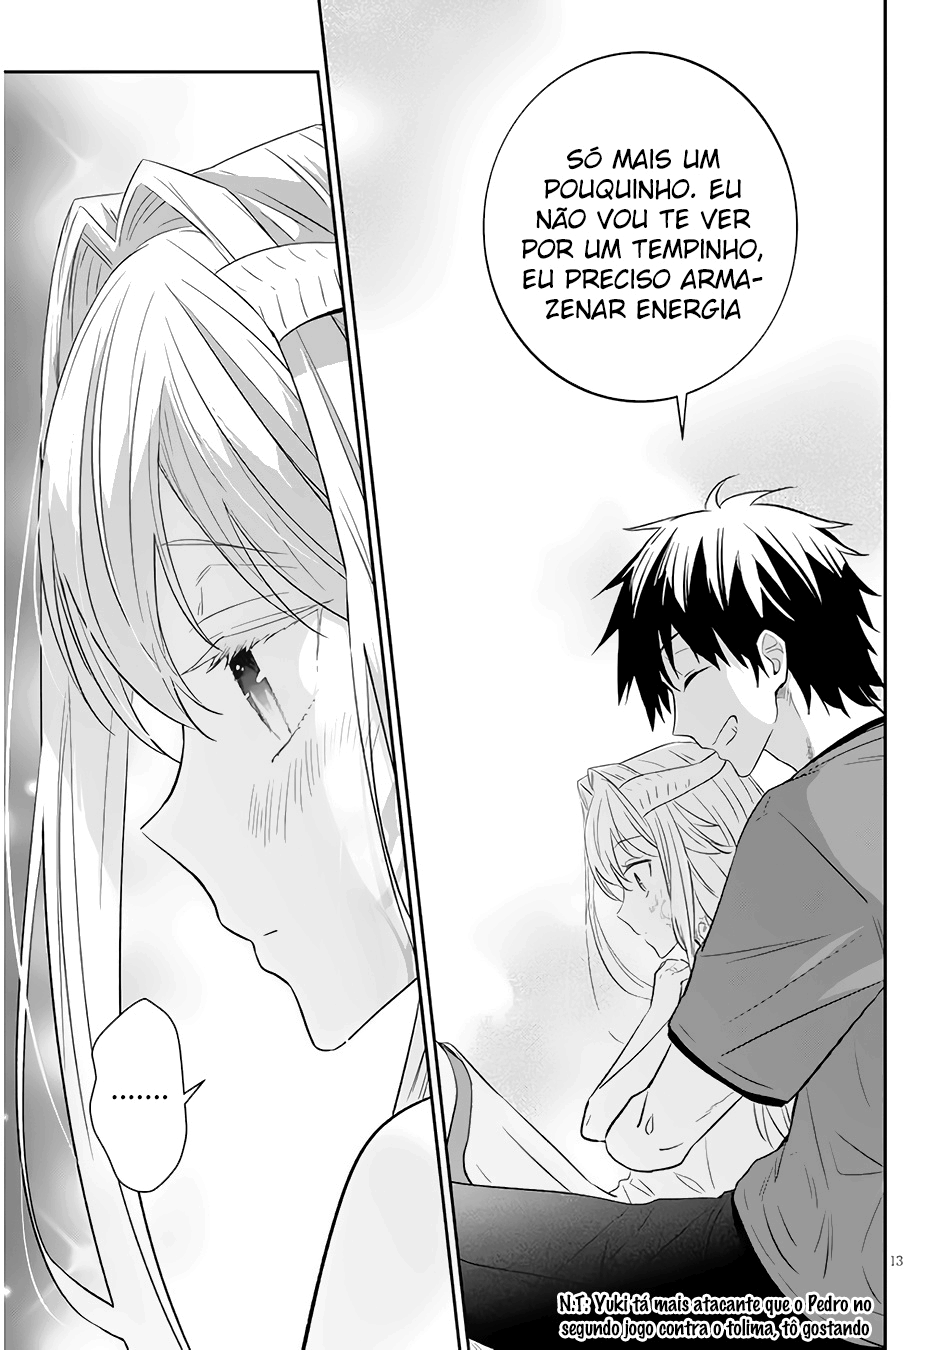 SÓ MAIS UM
POUQUINHO. EU
NÃO VOU TE VER
POR UM TEMPINHO,
EU PRECISO ARMA-
ZENAR ENERGIA
........
13
N.T: Yuki tá mais atacante que o Pedro no
segundo jogo contra o tolima, tô gostando